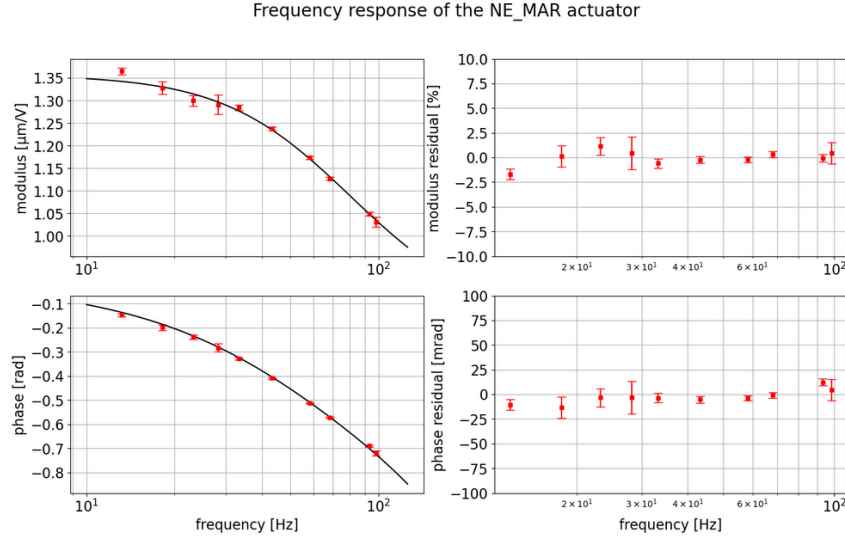 Frequency response of the NE_MAR actuator
modulus [μm/V]
1.35
1.30
1.25
1.20
1.15
1.10
1.05
1.00
10¹
10²
modulus residual [%]
10.0
7.5
5.0
2.5
0.0
−2.5
−5.0
−7.5
−10.0
2 × 10¹
3 × 10¹
4 × 10¹
6 × 10¹
10²
phase [rad]
−0.1
−0.2
−0.3
−0.4
−0.5
−0.6
−0.7
−0.8
10¹
10²
frequency [Hz]
phase residual [mrad]
100
75
50
25
0
−25
−50
−75
−100
2 × 10¹
3 × 10¹
4 × 10¹
6 × 10¹
10²
frequency [Hz]